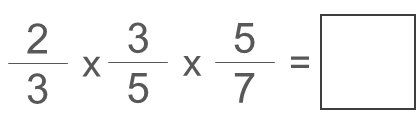 2/3 x 3/5 x 5/7 =